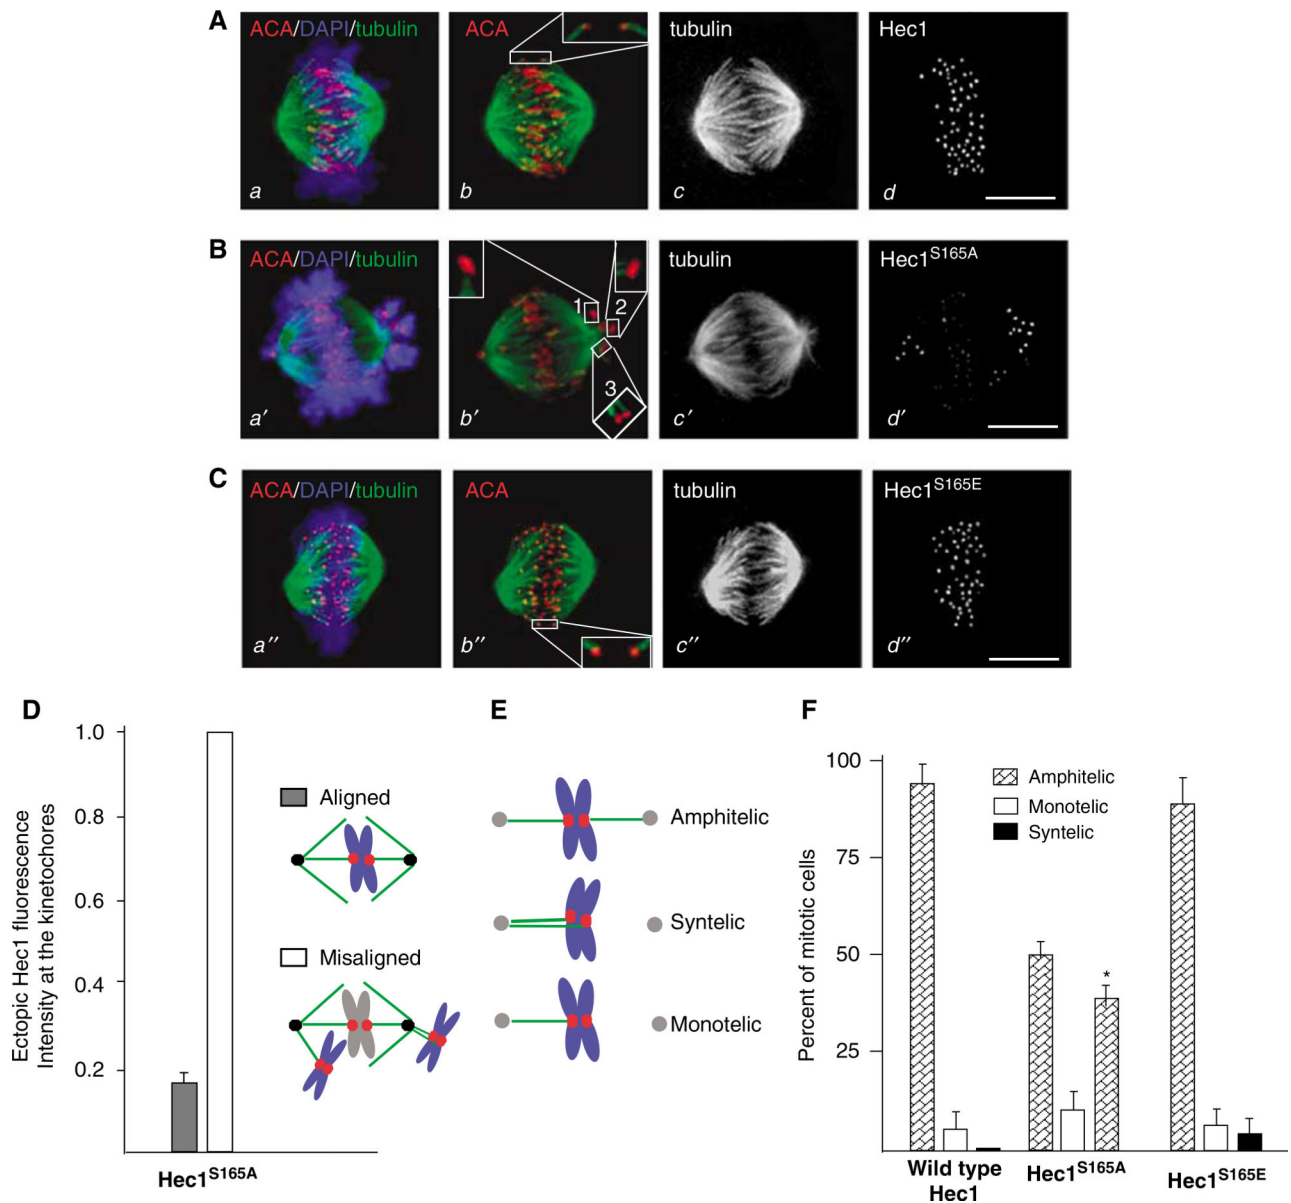 A
ACA/DAPI/tubulin
ACA
tubulin
Hec1
a
b
c
d
B
ACA/DAPI/tubulin
tubulin
Hec1S165A
1
2
3
a′
b′
c′
d′
C
ACA/DAPI/tubulin
ACA
tubulin
Hec1S165E
a″
b″
c″
d″
D
Ectopic Hec1 fluorescence
Intensity at the kinetochores
1.0
0.8
0.6
0.4
0.2
Aligned
Misaligned
Hec1S165A
E
Amphitelic
Syntelic
Monotelic
F
Percent of mitotic cells
100
75
50
25
Amphitelic
Monotelic
Syntelic
*
Wild type
Hec1
Hec1S165A
Hec1S165E